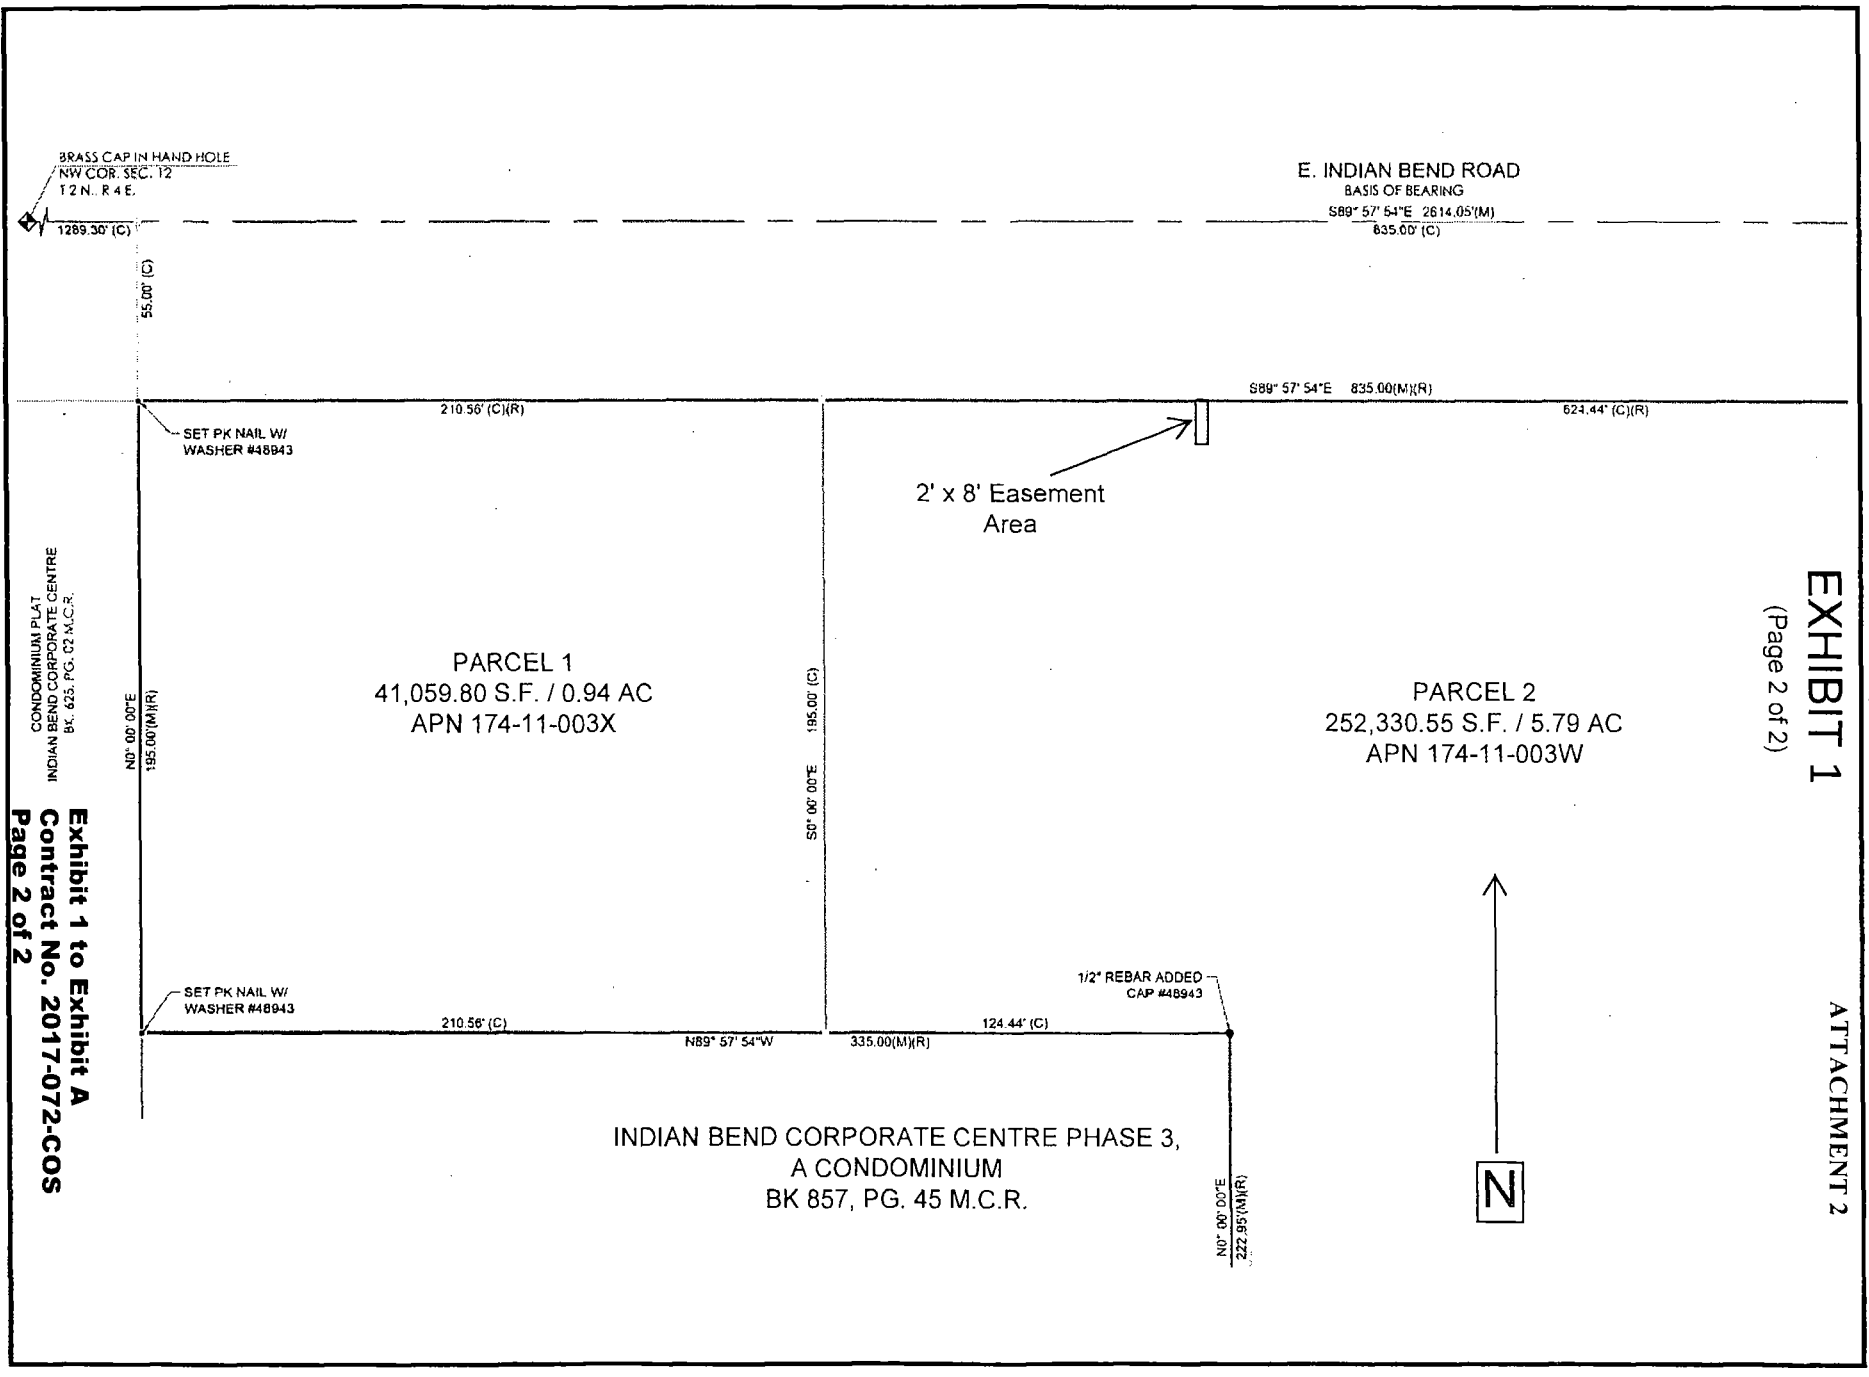 BRASS CAP IN HAND HOLE
NW COR. SEC. 12
T 2 N., R 4 E.
1289.30' (C)
55.00' (C)
E. INDIAN BEND ROAD
BASIS OF BEARING
S89° 57' 54"E 2614.05'(M)
835.00' (C)
S89° 57' 54"E 835.00(M)(R)
210.56' (C)(R)
624.44' (C)(R)
SET PK NAIL W/
WASHER #48943
2' x 8' Easement
Area
EXHIBIT 1
(Page 2 of 2)
ATTACHMENT 2
CONDOMINIUM PLAT
INDIAN BEND CORPORATE CENTRE
BK. 625, PG. 02 M.C.R.
N0° 00' 00"E
195.00'(M)(R)
PARCEL 1
41,059.80 S.F. / 0.94 AC
APN 174-11-003X
S0° 00' 00"E 195.00' (C)
PARCEL 2
252,330.55 S.F. / 5.79 AC
APN 174-11-003W
SET PK NAIL W/
WASHER #48943
210.56' (C)
N89° 57' 54"W 335.00(M)(R)
124.44' (C)
1/2" REBAR ADDED
CAP #48943
INDIAN BEND CORPORATE CENTRE PHASE 3,
A CONDOMINIUM
BK 857, PG. 45 M.C.R.
N0° 00' 00"E
222.95'(M)(R)
N
Exhibit 1 to Exhibit A
Contract No. 2017-072-COS
Page 2 of 2